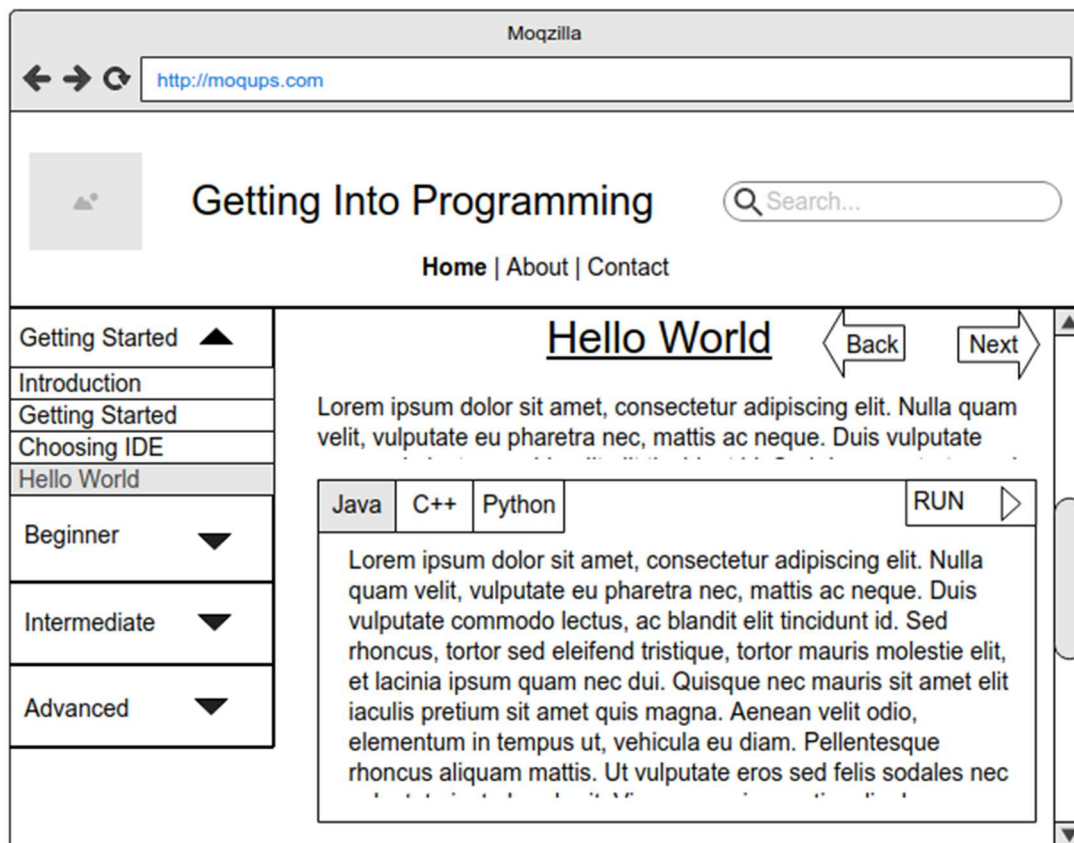 Moqzilla
http://moqups.com
Getting Into Programming
Search...
Home | About | Contact
Getting Started
Introduction
Getting Started
Choosing IDE
Hello World
Beginner
Intermediate
Advanced
Hello World
Back
Next
Lorem ipsum dolor sit amet, consectetur adipiscing elit. Nulla quam
velit, vulputate eu pharetra nec, mattis ac neque. Duis vulputate
Java
C++
Python
RUN
Lorem ipsum dolor sit amet, consectetur adipiscing elit. Nulla
quam velit, vulputate eu pharetra nec, mattis ac neque. Duis
vulputate commodo lectus, ac blandit elit tincidunt id. Sed
rhoncus, tortor sed eleifend tristique, tortor mauris molestie elit,
et lacinia ipsum quam nec dui. Quisque nec mauris sit amet elit
iaculis pretium sit amet quis magna. Aenean velit odio,
elementum in tempus ut, vehicula eu diam. Pellentesque
rhoncus aliquam mattis. Ut vulputate eros sed felis sodales nec